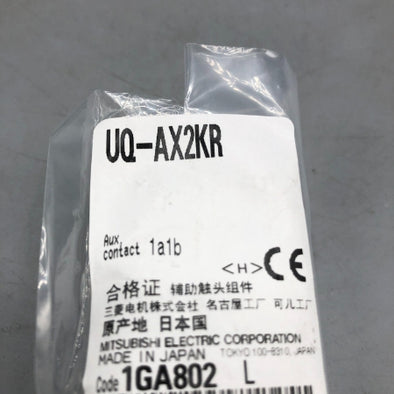 UQ-AX2KR
Aux
contact 1a1b
<H> CE
合格证 辅助触头组件
三菱电机株式会社 名古屋工厂 可儿工厂
原产地 日本国
MITSUBISHI ELECTRIC CORPORATION
MADE IN JAPAN TOKYO 100-8310, JAPAN
Code 1GA802 L